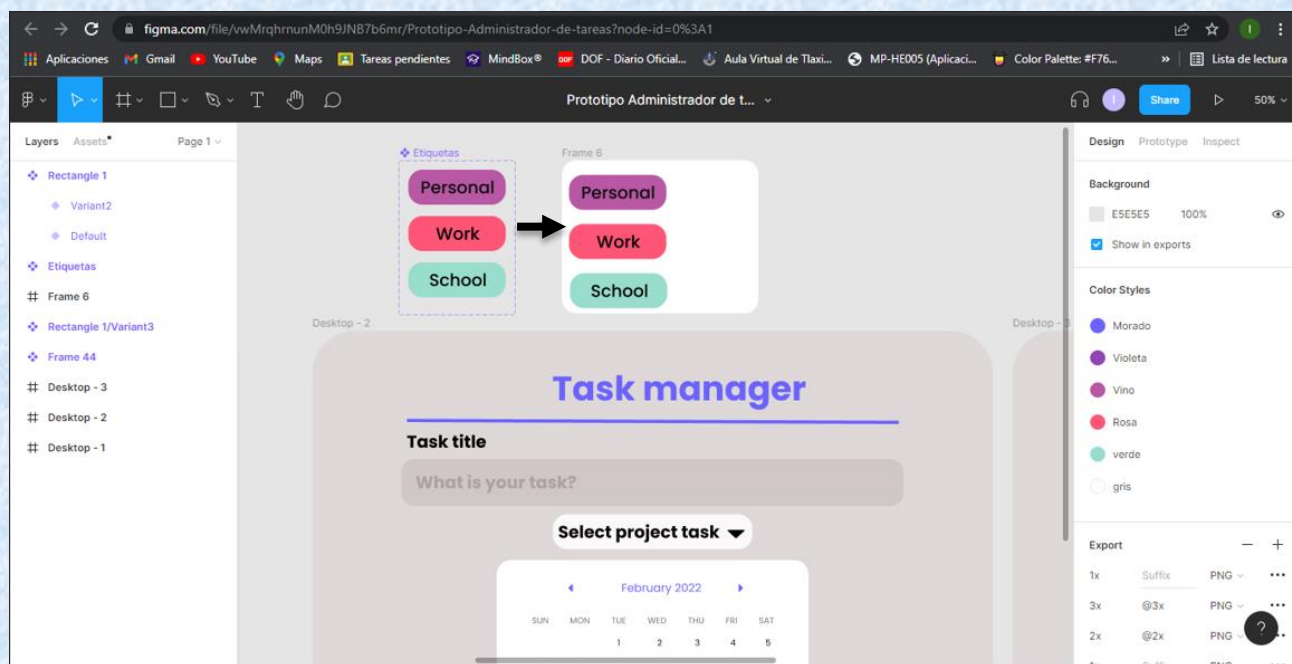 figma.com/file/vwMrqhrnunM0h9JNB7b6mr/Prototipo-Administrador-de-tareas?node-id=0%3A1
I
Aplicaciones Gmail YouTube Maps Tareas pendientes MindBox® DOF - Diario Oficial... Aula Virtual de Tlaxi... MP-HE005 (Aplicaci... Color Palette: #F76... » Lista de lectura
T Prototipo Administrador de t... I Share 50%
Layers Assets Page 1
Rectangle 1
Variant2
Default
Etiquetas
Frame 6
Rectangle 1/Variant3
Frame 44
Desktop - 3
Desktop - 2
Desktop - 1
Etiquetas
Personal
Work
School
Frame 6
Personal
Work
School
Desktop - 2
Desktop - 3
Task manager
Task title
What is your task?
Select project task
February 2022
SUN MON TUE WED THU FRI SAT
1 2 3 4 5
Design Prototype Inspect
Background
E5E5E5 100%
Show in exports
Color Styles
Morado
Violeta
Vino
Rosa
verde
gris
Export
1x Suffix PNG
3x @3x PNG
2x @2x PNG
?